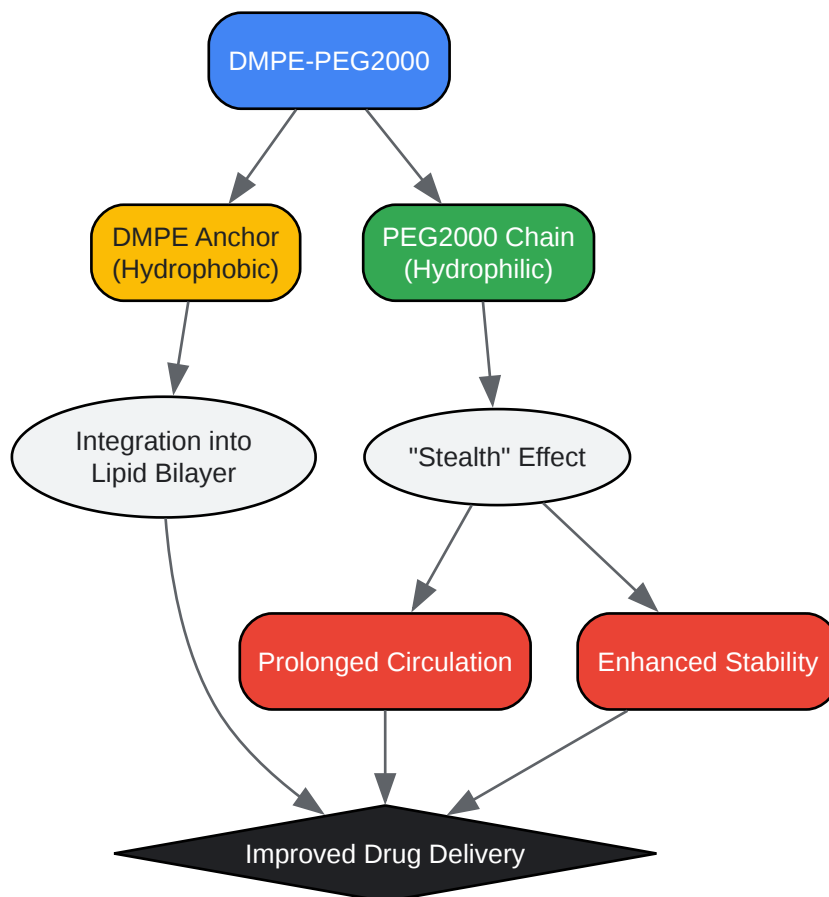 DMPE-PEG2000
DMPE Anchor
(Hydrophobic)
PEG2000 Chain
(Hydrophilic)
Integration into
Lipid Bilayer
"Stealth" Effect
Prolonged Circulation
Enhanced Stability
Improved Drug Delivery